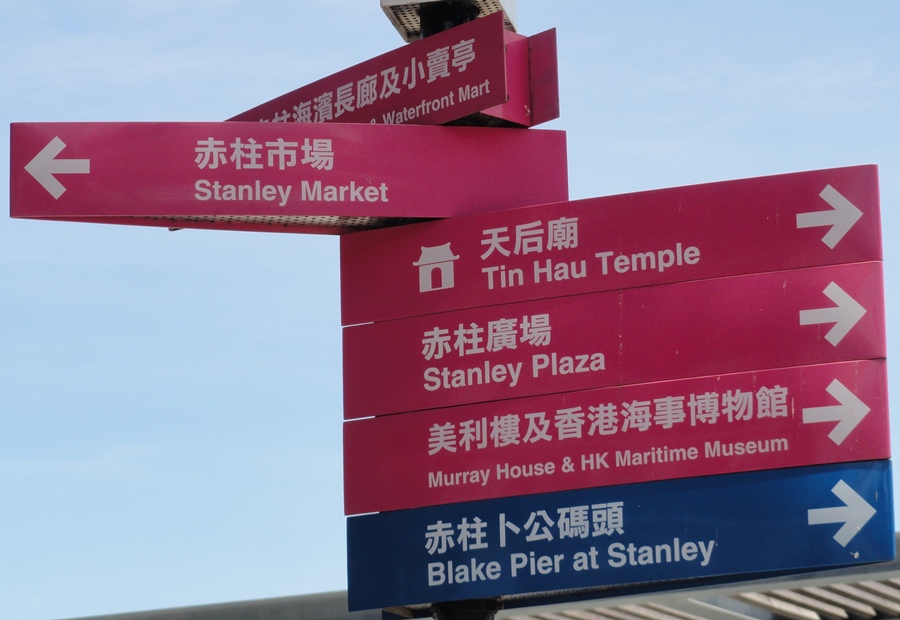 柱海濱長廊及小賣亭
& Waterfront Mart
赤柱市場
Stanley Market
天后廟
Tin Hau Temple
赤柱廣場
Stanley Plaza
美利樓及香港海事博物館
Murray House & HK Maritime Museum
赤柱卜公碼頭
Blake Pier at Stanley